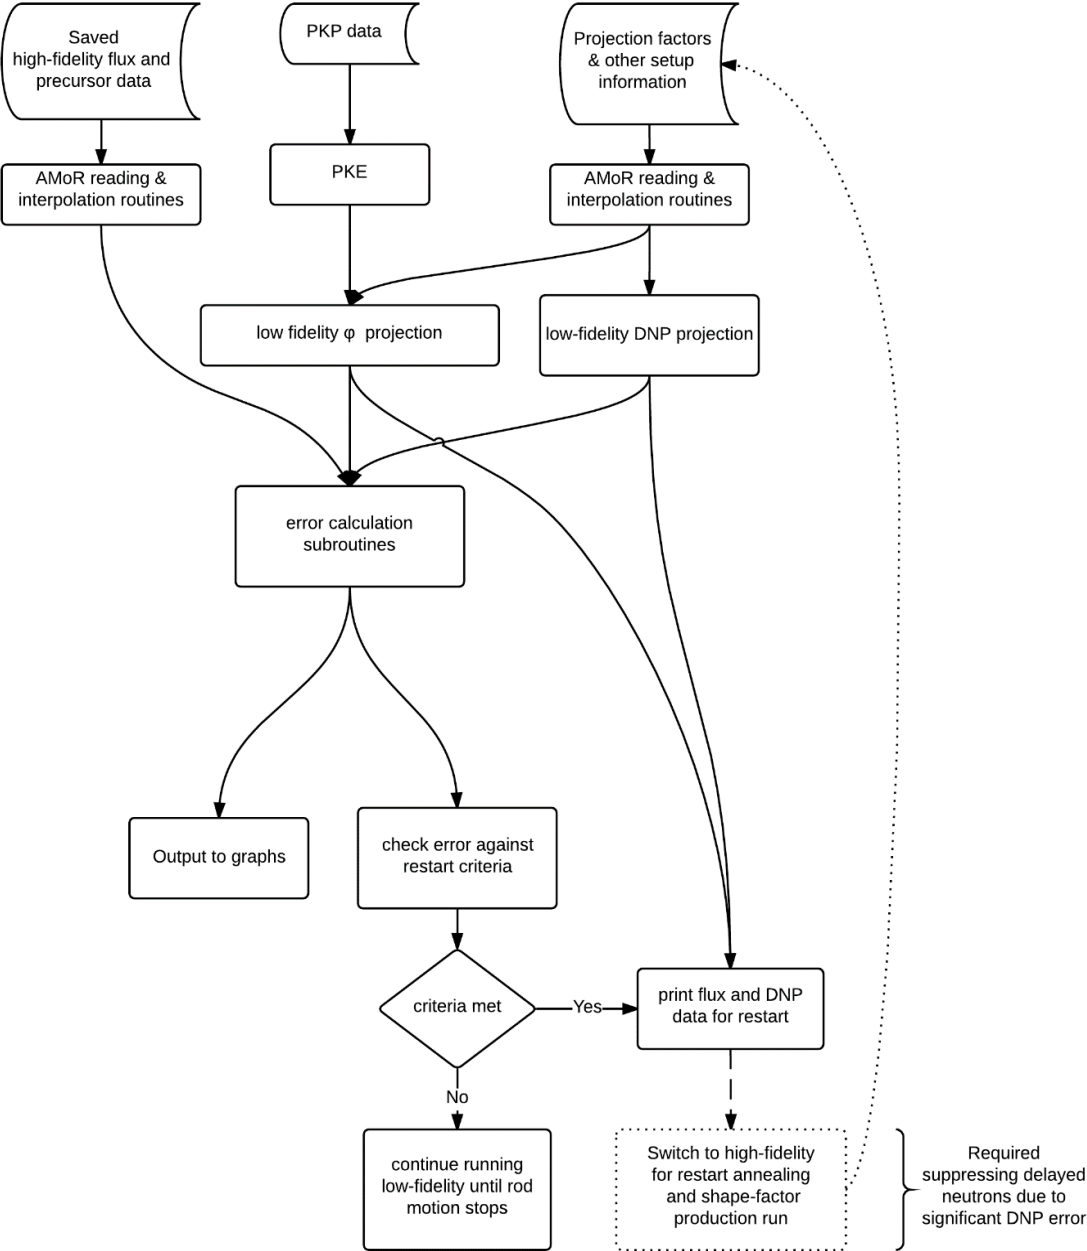 Saved
high-fidelity flux and
precursor data
PKP data
Projection factors
& other setup
information
AMoR reading &
interpolation routines
PKE
AMoR reading &
interpolation routines
low fidelity φ projection
low-fidelity DNP projection
error calculation
subroutines
Output to graphs
check error against
restart criteria
criteria met
Yes
print flux and DNP
data for restart
No
continue running
low-fidelity until rod
motion stops
Switch to high-fidelity
for restart annealing
and shape-factor
production run
Required
suppressing delayed
neutrons due to
significant DNP error